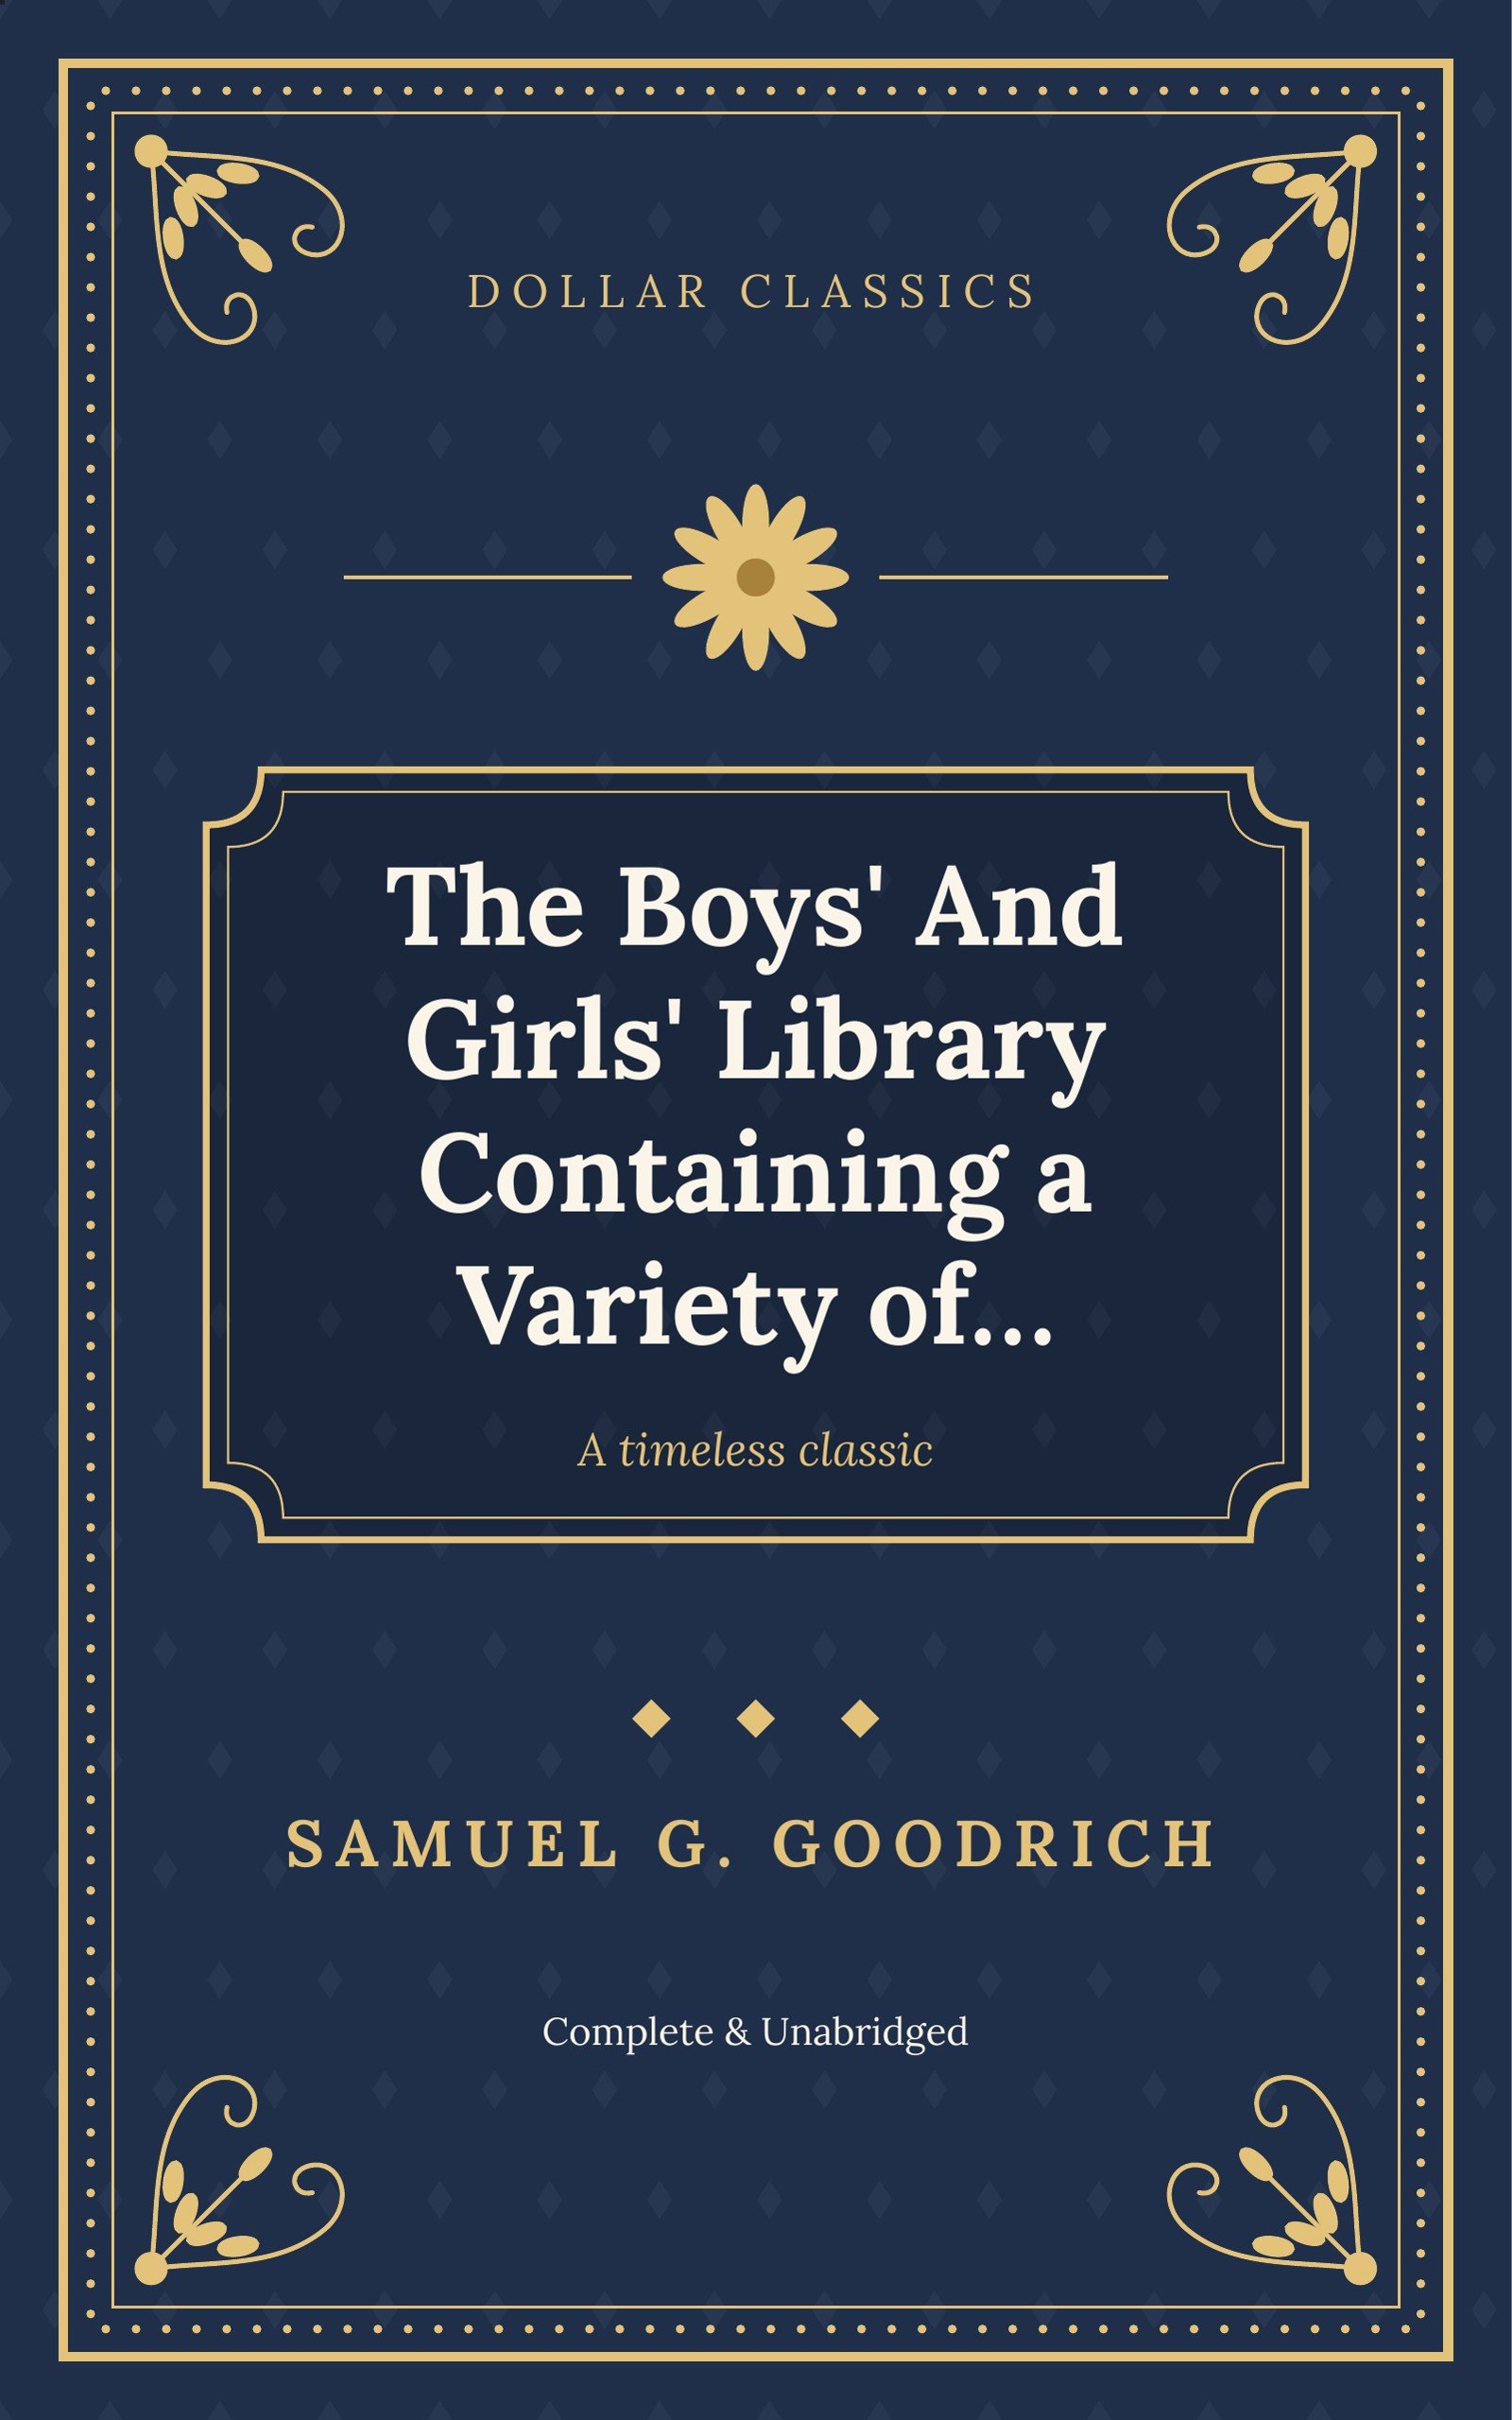 DOLLAR CLASSICS
The Boys' And
Girls' Library
Containing a
Variety of...
A timeless classic
SAMUEL G. GOODRICH
Complete & Unabridged